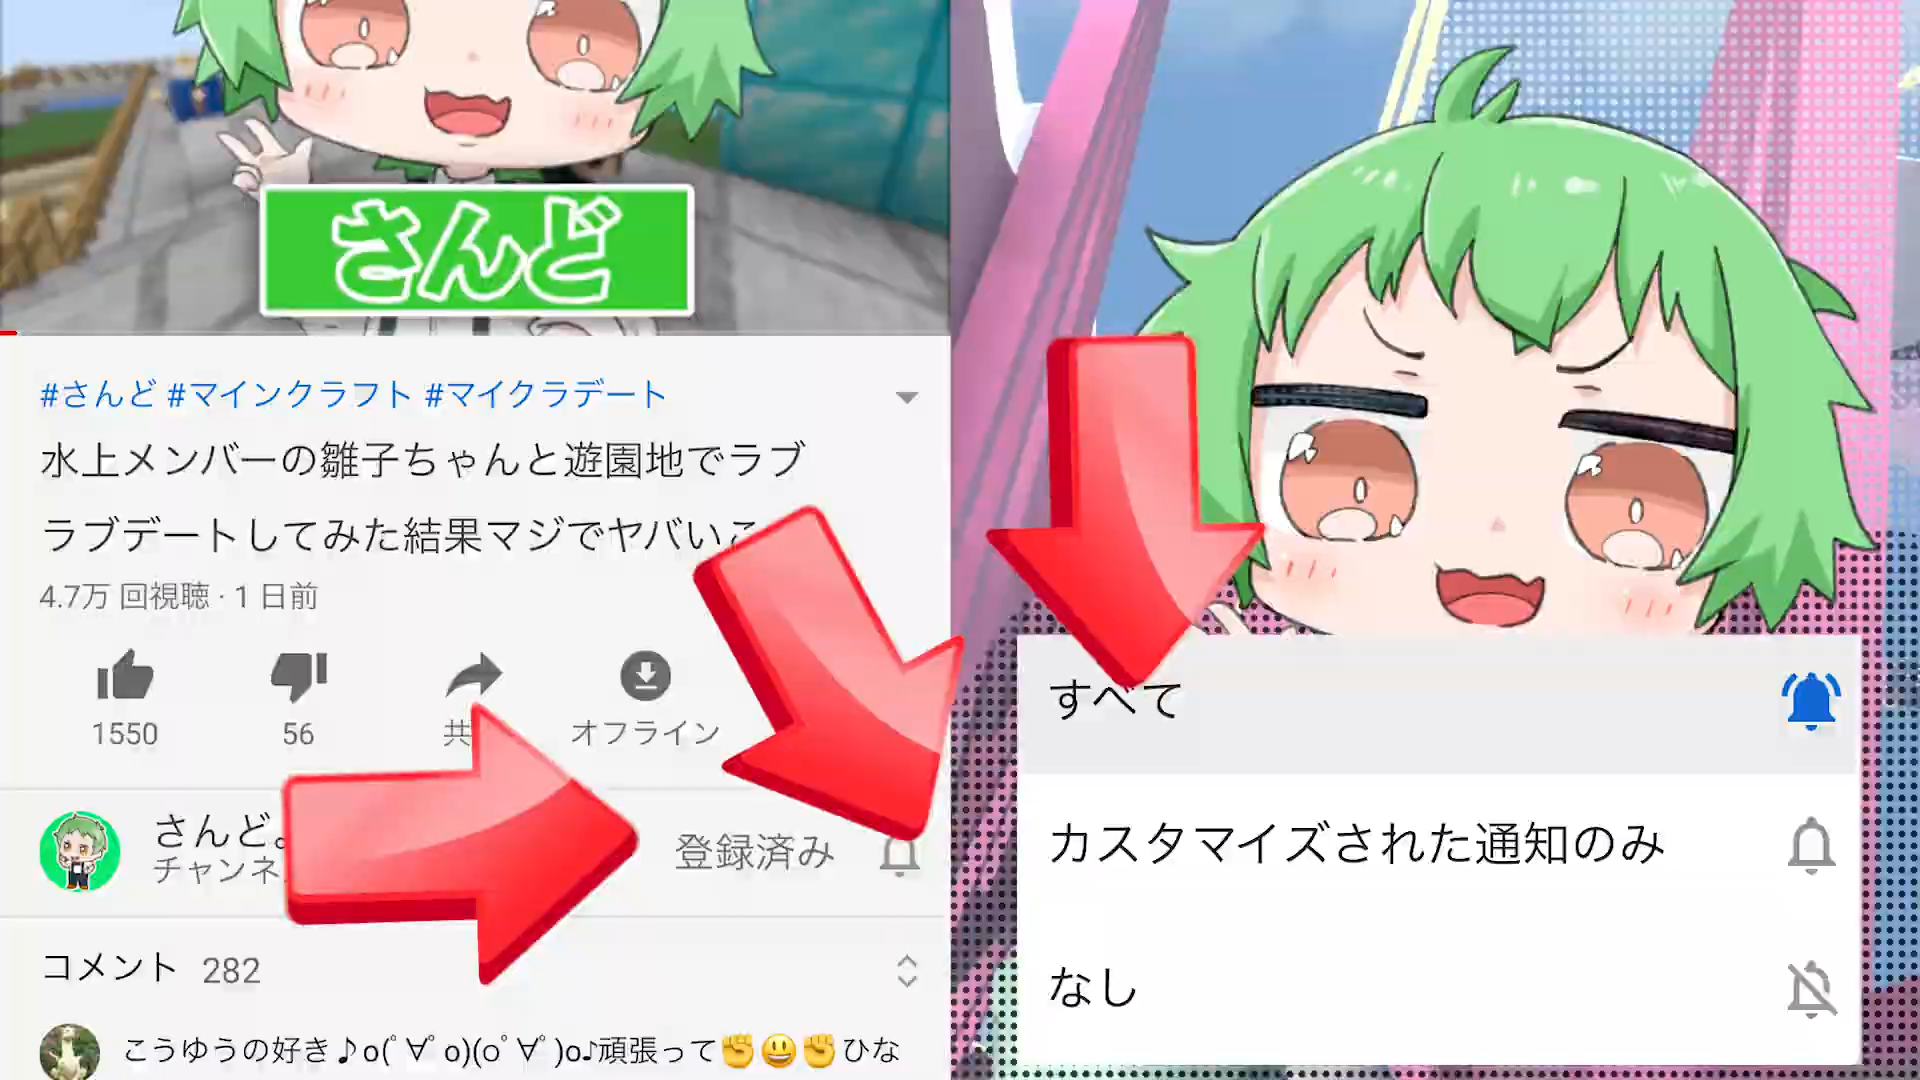 さんど
#さんど #マインクラフト #マイクラデート
水上メンバーの雛子ちゃんと遊園地でラブ
ラブデートしてみた結果マジでヤバい
4.7万 回視聴 · 1 日前
1550
56
共
オフライン
さんど。
チャンネ
登録済み
コメント 282
こうゆうの好き♪o(ﾟ∀ﾟo)(oﾟ∀ﾟ)o♪頑張って✊😃✊ひな
すべて
カスタマイズされた通知のみ
なし